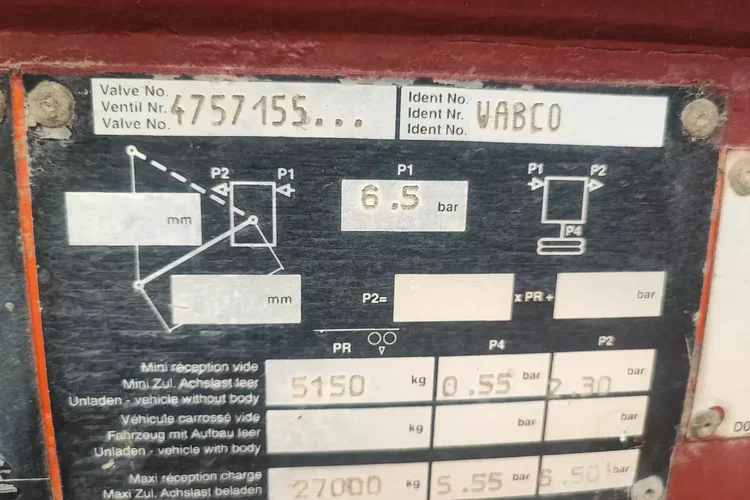 Valve No.
Ventil Nr. 4757155...
Valve No.
Ident No.
Ident Nr. WABCO
Ident No.
P2 P1
P1
6.5 bar
P1 P2
P4
mm
mm
P2= x PR + bar
PR P4 P2
Mini réception vide
Mini Zul. Achslast leer 5150 kg 0.55 bar 2,30 bar
Unladen - vehicle without body
Véhicule carrossé vide
Fahrzeug mit Aufbau leer kg bar bar
Unladen - vehicle with body
Maxi réception charge
Maxi Zul. Achslast beladen 27000 kg 5.55 bar 6.50 bar
DO